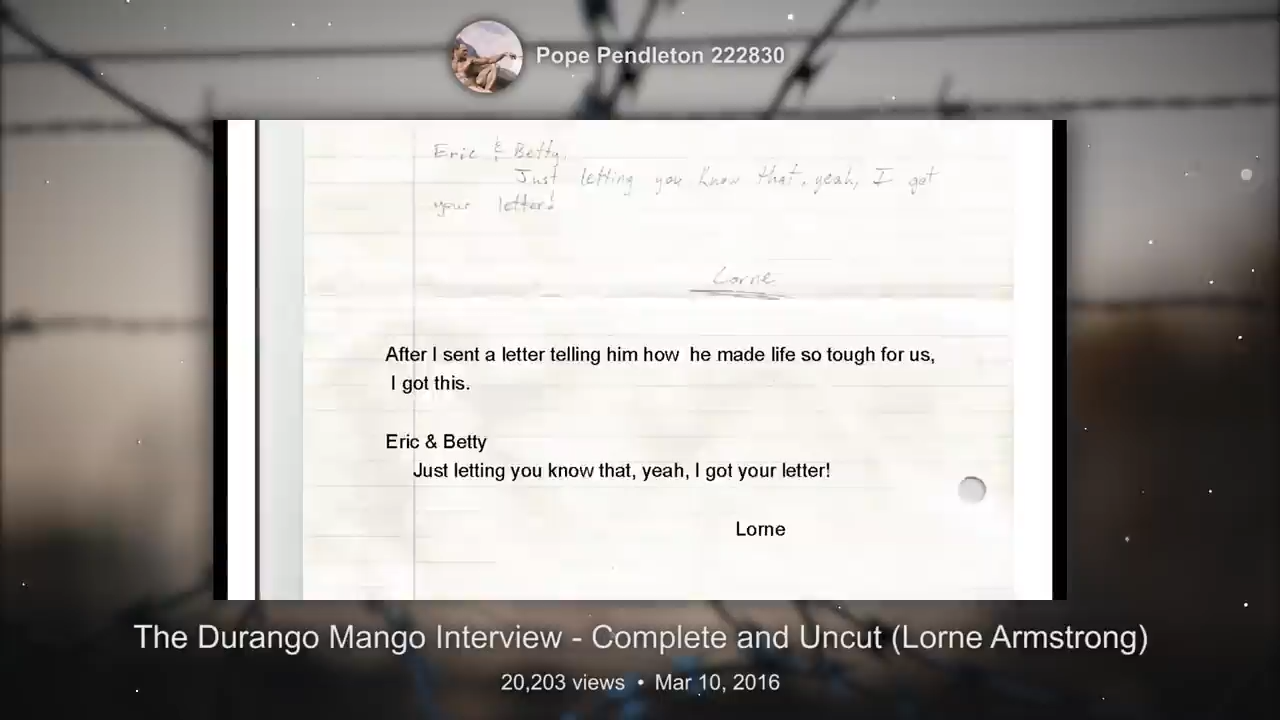 Pope Pendleton 222830
Eric & Betty.
Just letting you know that, yeah, I got
your letter!
Lorne
After I sent a letter telling him how he made life so tough for us,
I got this.
Eric & Betty
Just letting you know that, yeah, I got your letter!
Lorne
The Durango Mango Interview - Complete and Uncut (Lorne Armstrong)
20,203 views • Mar 10, 2016